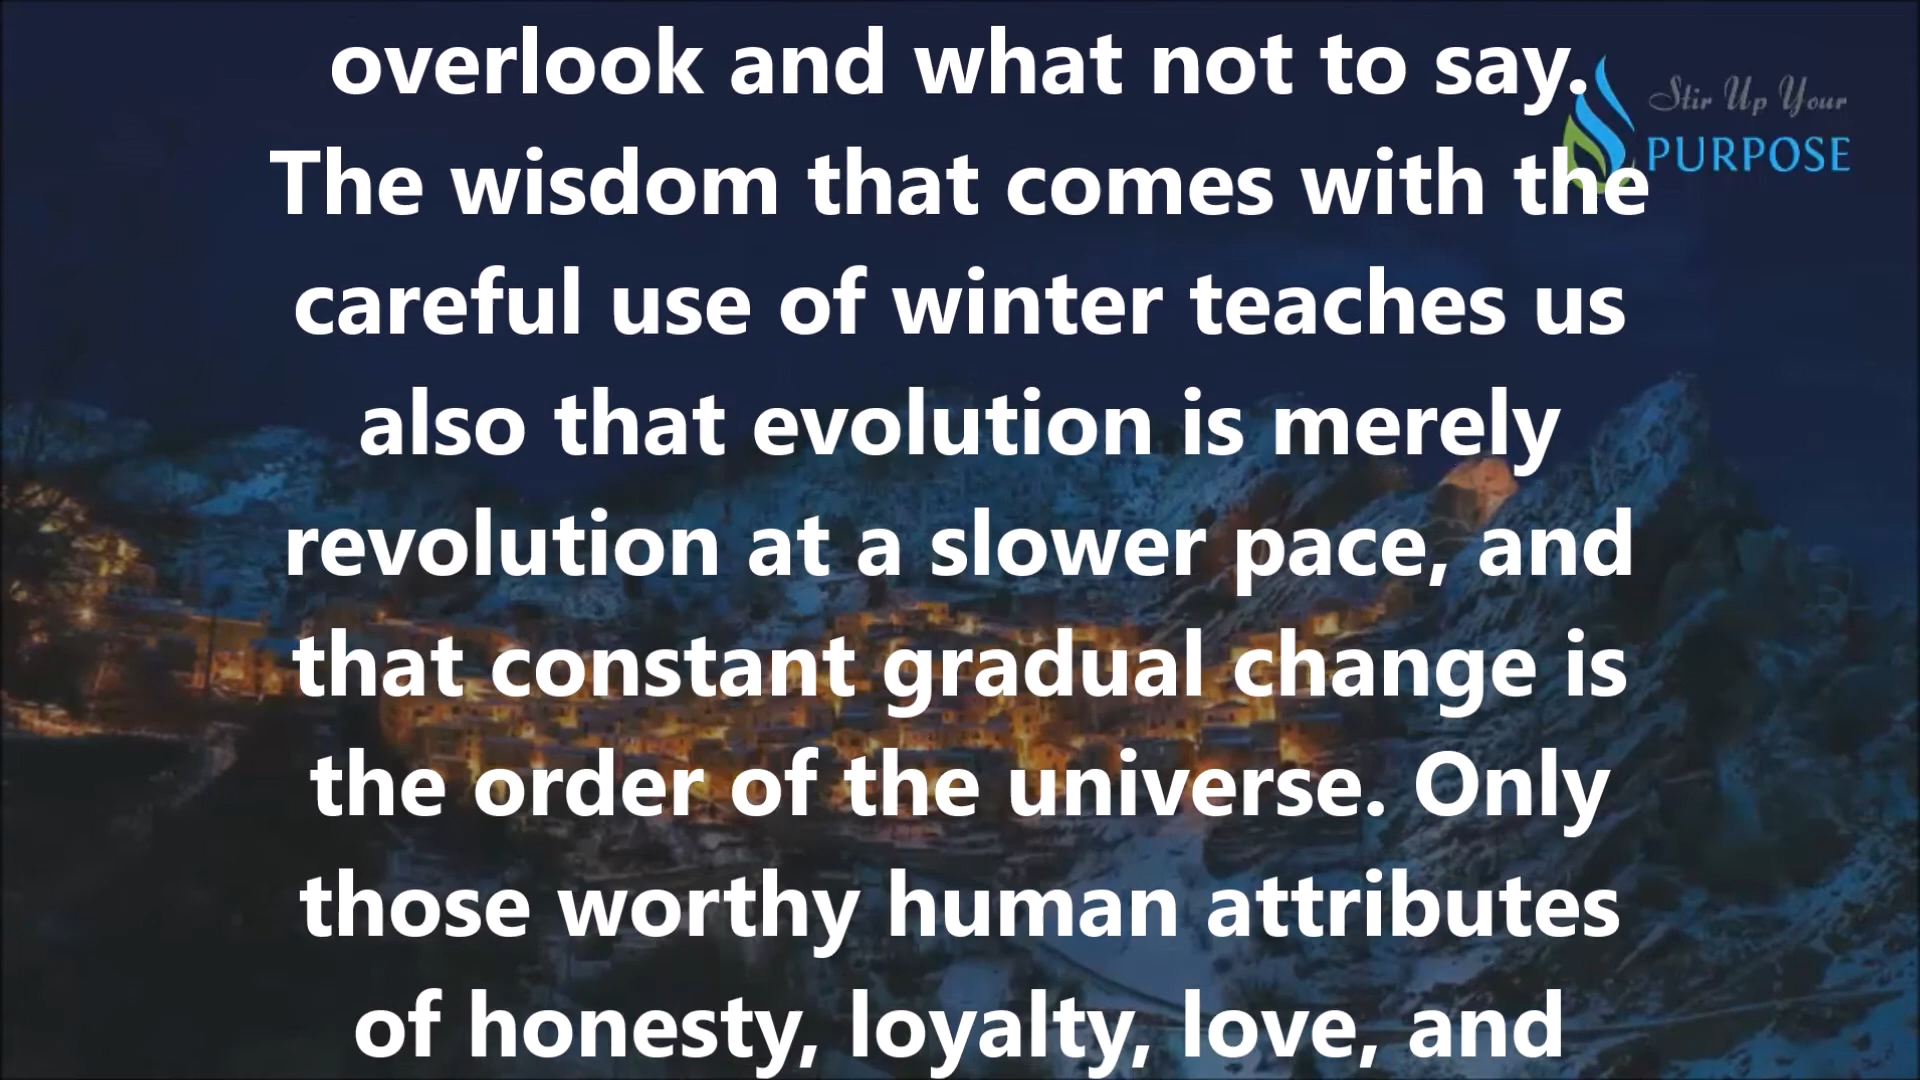 overlook and what not to say.
Stir Up Your
PURPOSE
The wisdom that comes with the
careful use of winter teaches us
also that evolution is merely
revolution at a slower pace, and
that constant gradual change is
the order of the universe. Only
those worthy human attributes
of honesty, loyalty, love, and